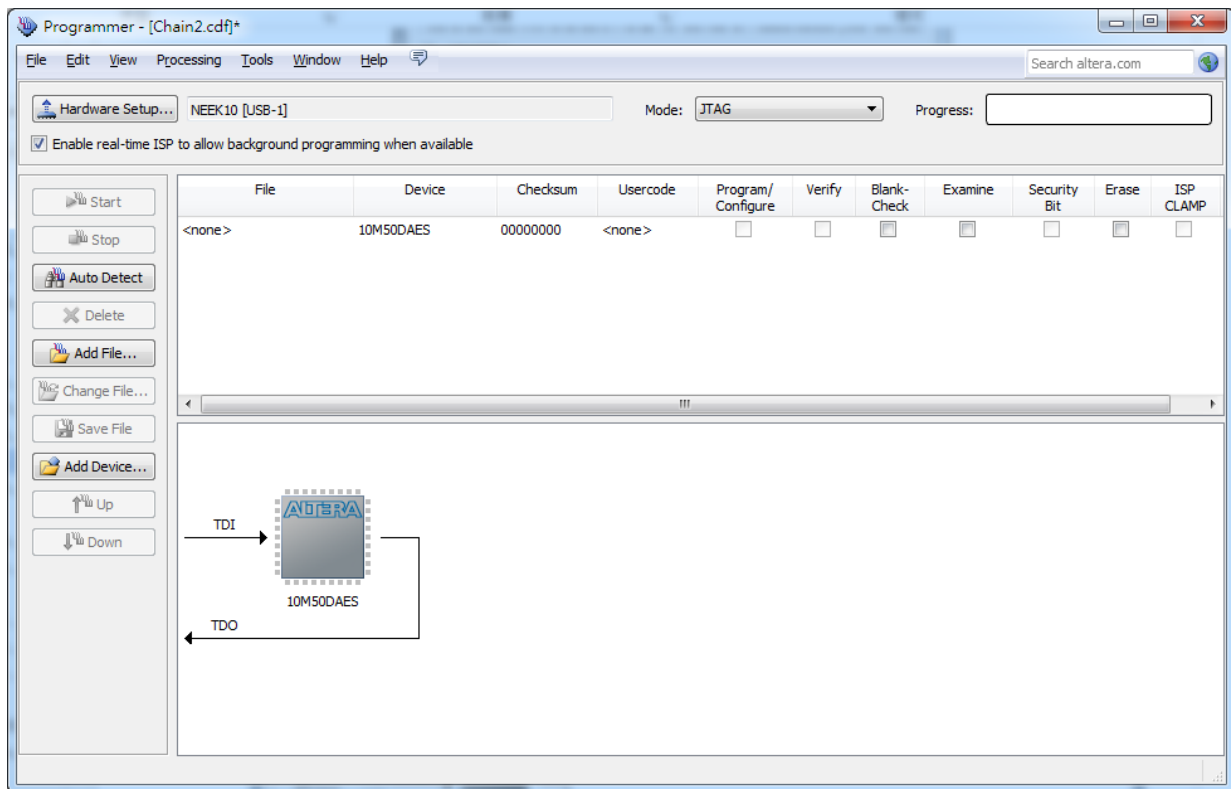 Programmer - [Chain2.cdf]*
File Edit View Processing Tools Window Help
Search altera.com
Hardware Setup... NEEK10 [USB-1] Mode: JTAG Progress:
Enable real-time ISP to allow background programming when available
Start
Stop
Auto Detect
Delete
Add File...
Change File...
Save File
Add Device...
Up
Down
File Device Checksum Usercode Program/ Verify Blank- Examine Security Erase ISP
Configure Check Bit CLAMP
<none> 10M50DAES 00000000 <none>
ALTERA
TDI
10M50DAES
TDO